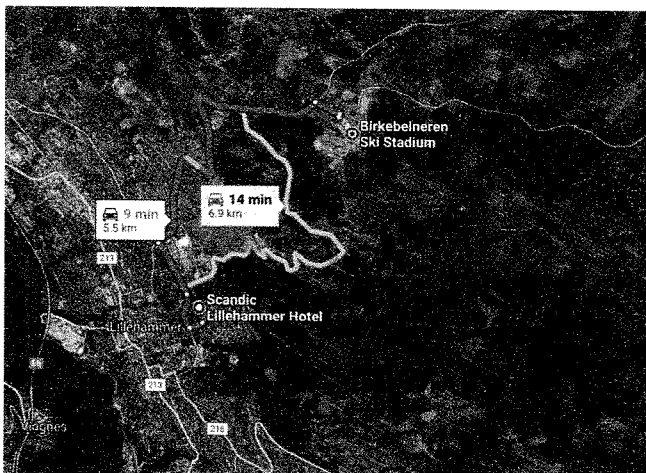 Birkebeineren
Ski Stadium
14 min
6.9 km
9 min
5.5 km
213
Scandic
Lillehammer Hotel
Lillehammer
213
216
Vingnes